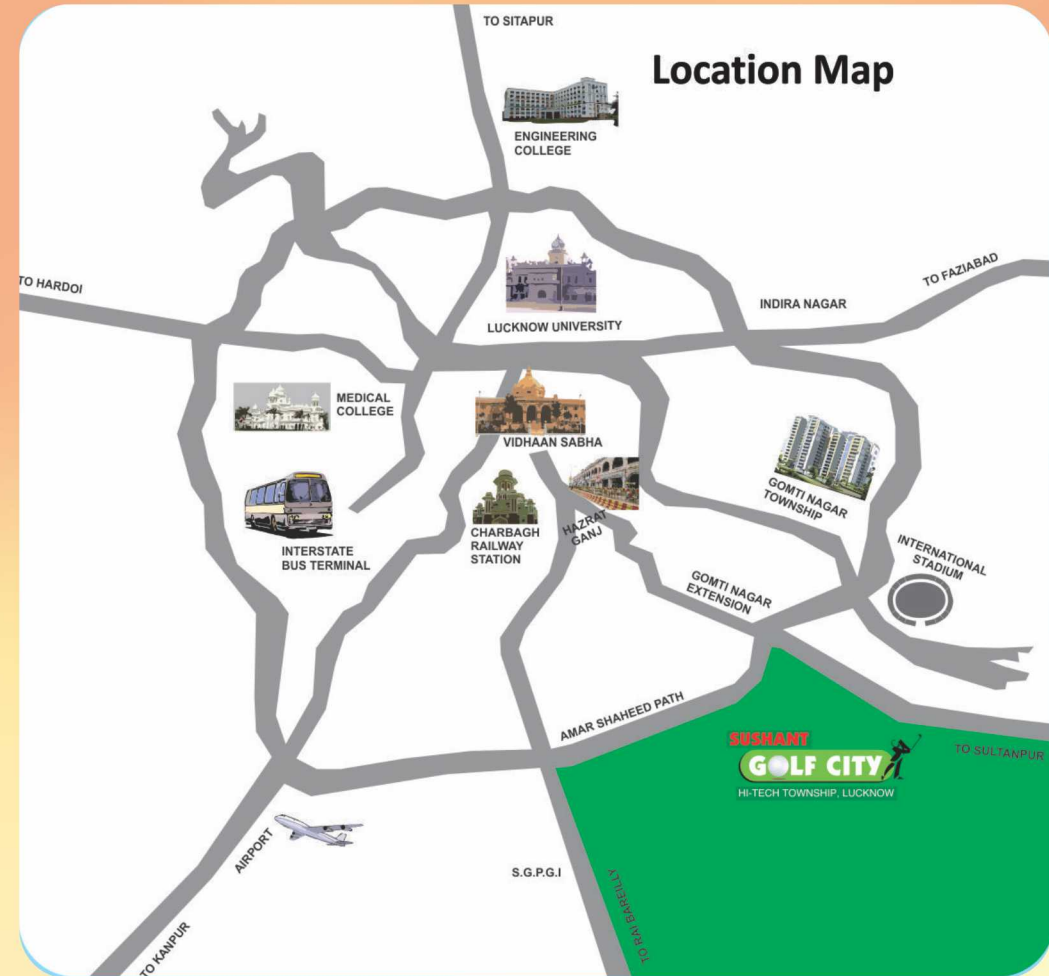 TO SITAPUR
Location Map
ENGINEERING
COLLEGE
TO HARDOI
TO FAZIABAD
INDIRA NAGAR
LUCKNOW UNIVERSITY
MEDICAL
COLLEGE
VIDHAAN SABHA
GOMTI NAGAR
TOWNSHIP
HAZRAT
GANJ
CHARBAGH
RAILWAY
STATION
INTERSTATE
BUS TERMINAL
INTERNATIONAL
STADIUM
GOMTI NAGAR
EXTENSION
AMAR SHAHEED PATH
SUSHANT
GOLF CITY
HI-TECH TOWNSHIP, LUCKNOW
TO SULTANPUR
AIRPORT
S.G.P.G.I
TO RAI BAREILLY
TO KANPUR